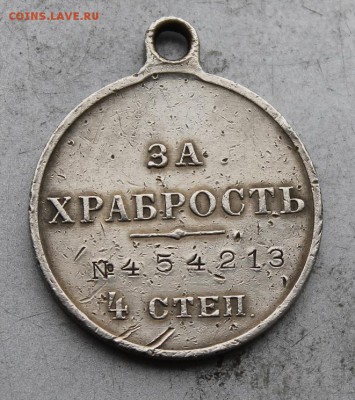 COINS.LAVE.RU
ЗА
ХРАБРОСТЬ
№454213
4 СТЕП.